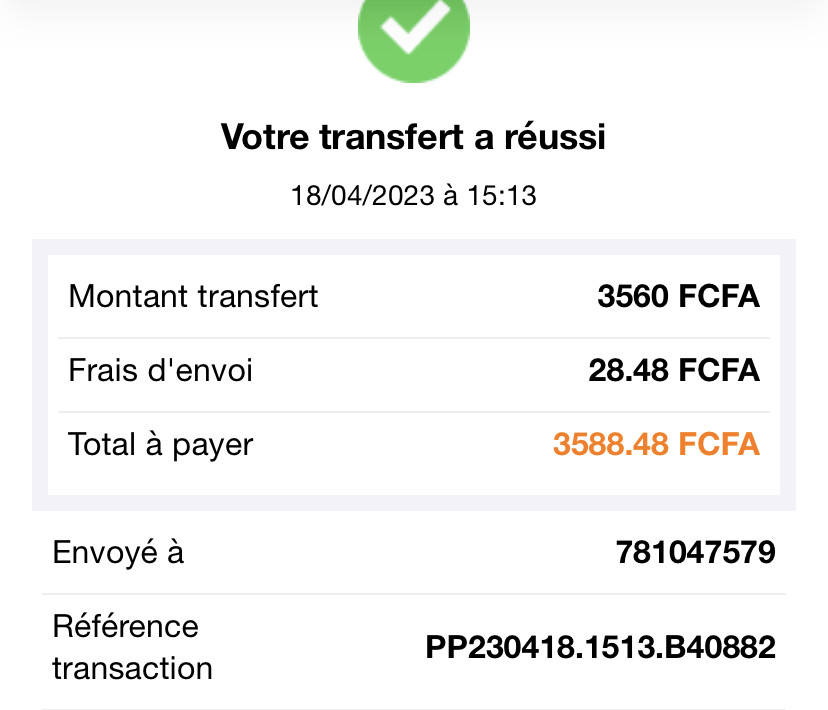 Votre transfert a réussi
18/04/2023 à 15:13
Montant transfert 3560 FCFA
Frais d'envoi 28.48 FCFA
Total à payer 3588.48 FCFA
Envoyé à 781047579
Référence
transaction PP230418.1513.B40882